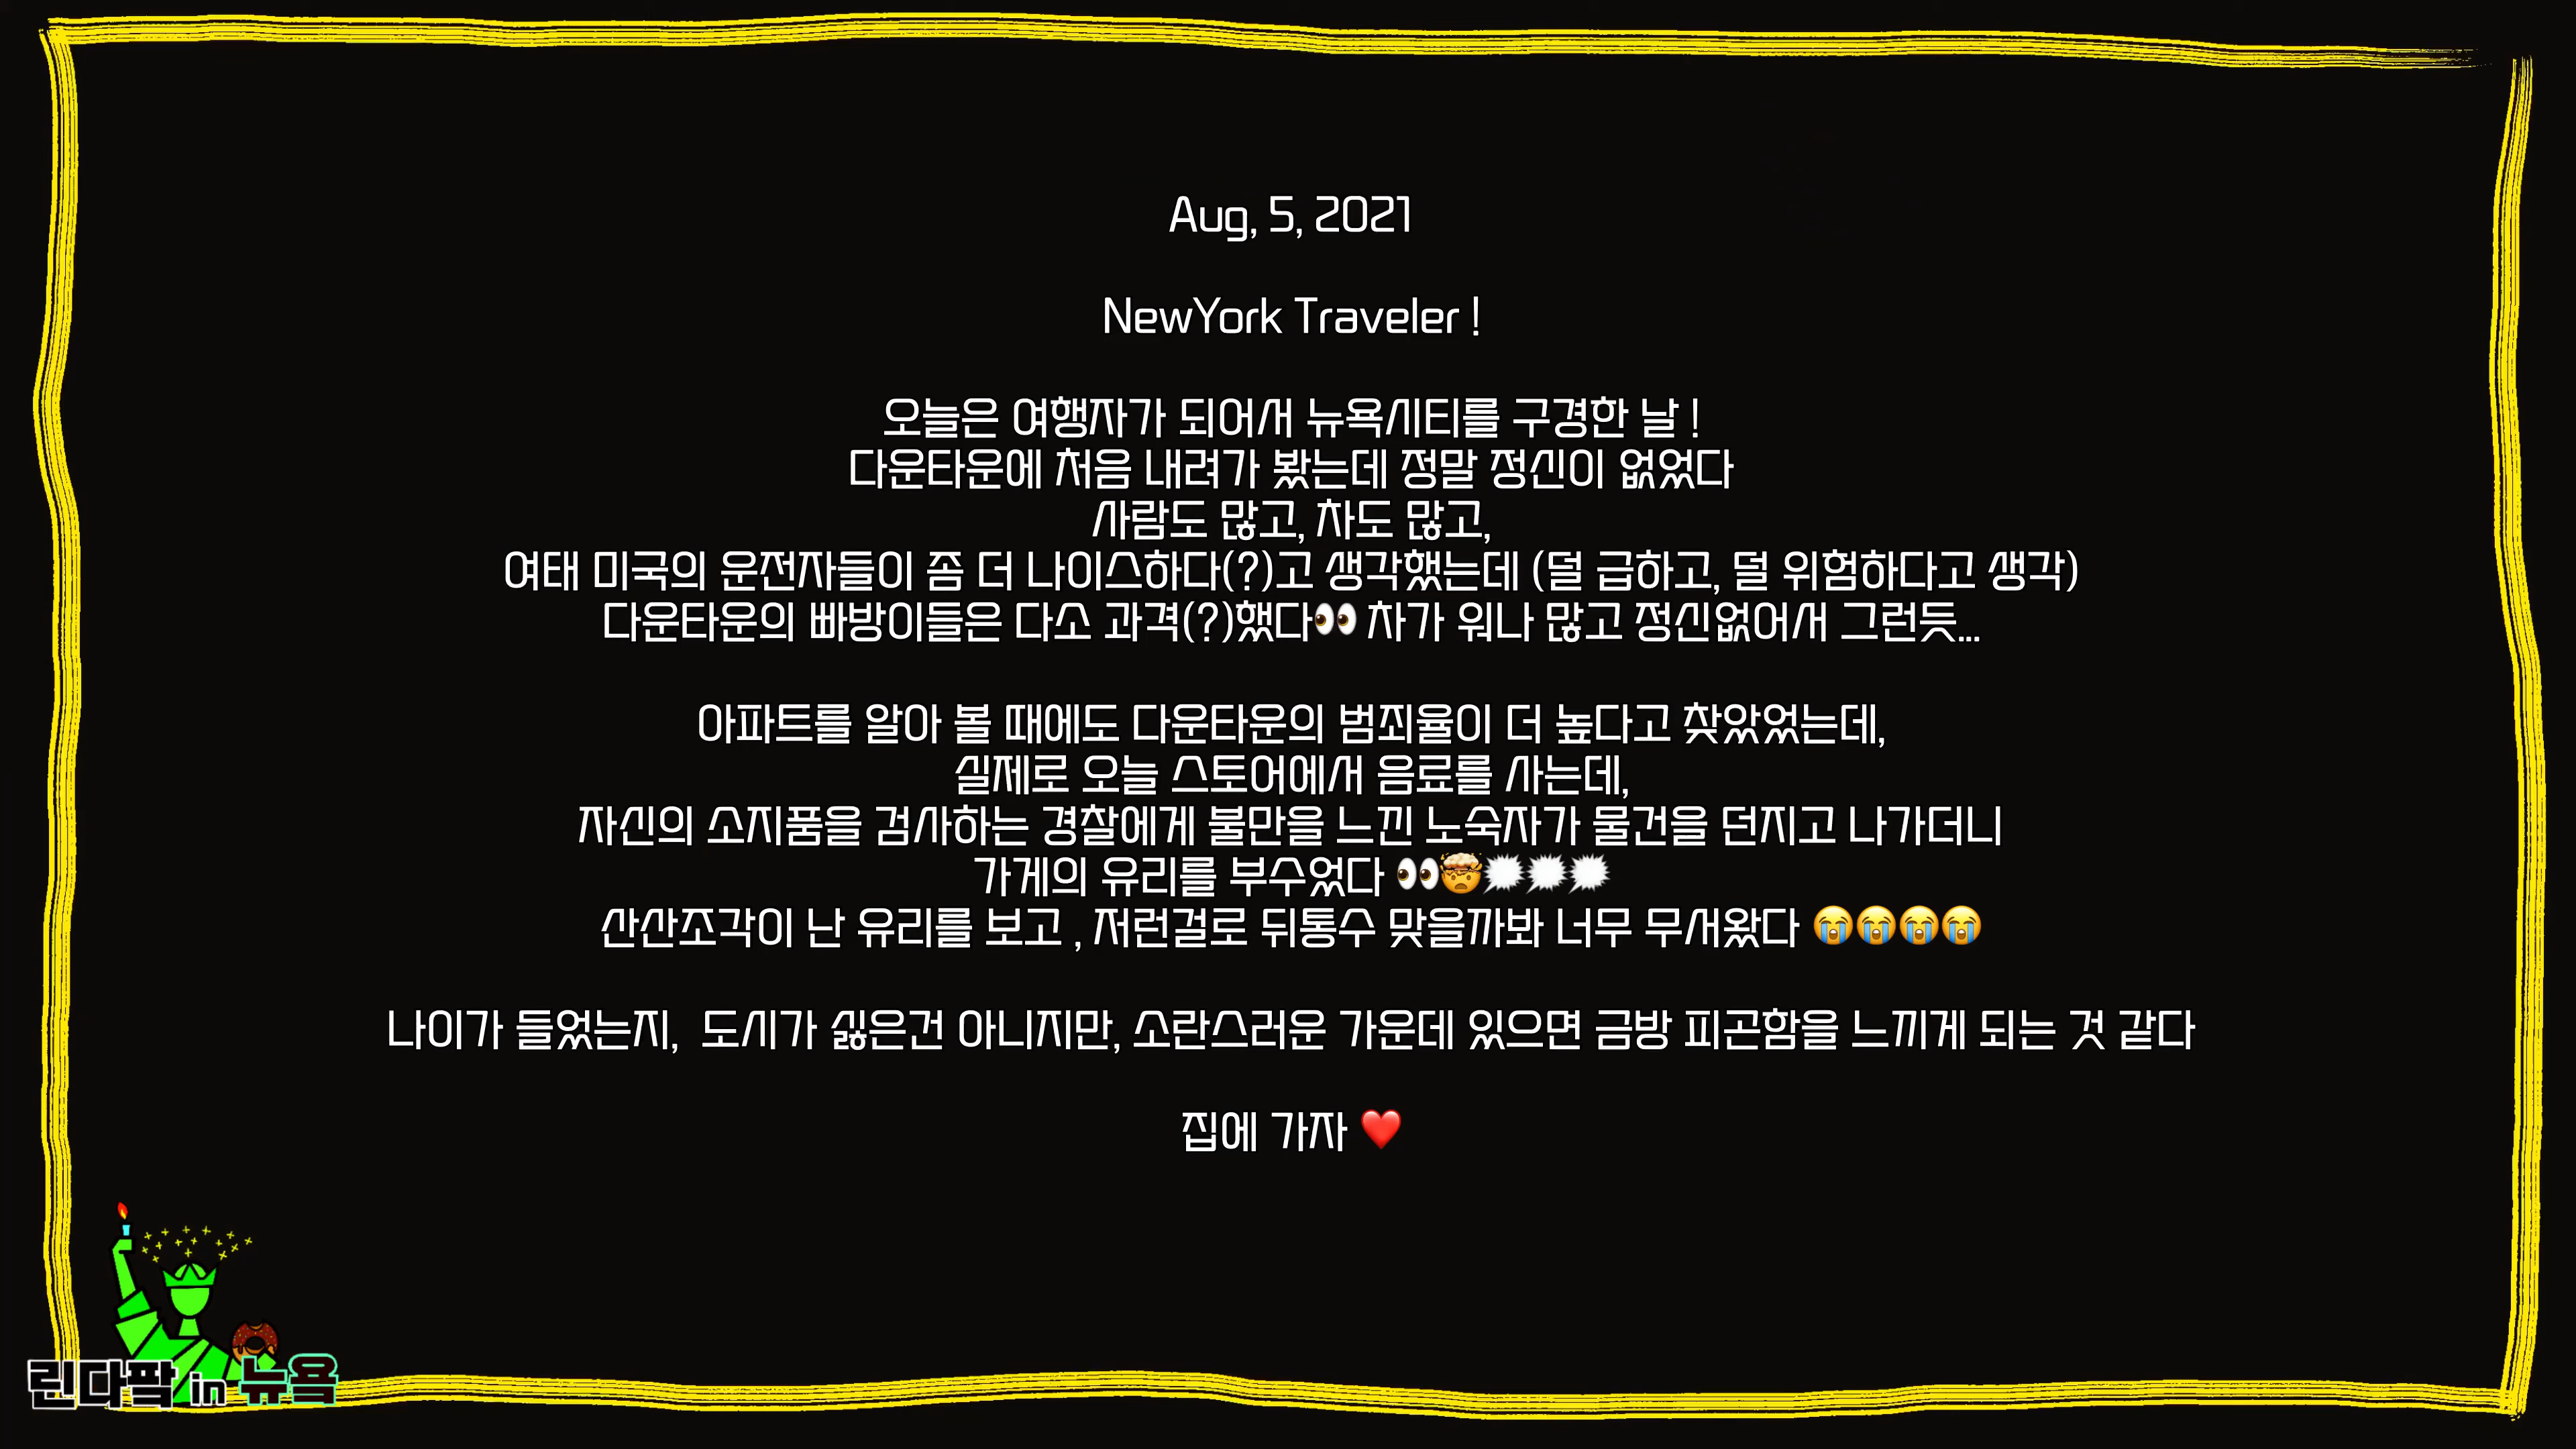 Aug, 5, 2021
NewYork Traveler !
오늘은 여행자가 되어서 뉴욕시티를 구경한 날 !
다운타운에 처음 내려가 봤는데 정말 정신이 없었다
사람도 많고, 차도 많고,
여태 미국의 운전자들이 좀 더 나이스하다(?)고 생각했는데 (덜 급하고, 덜 위험하다고 생각)
다운타운의 빠방이들은 다소 과격(?)했다👀 차가 워낙 많고 정신없어서 그런듯...
아파트를 알아 볼 때에도 다운타운의 범죄율이 더 높다고 찾았었는데,
실제로 오늘 스토어에서 음료를 사는데,
자신의 소지품을 검사하는 경찰에게 불만을 느낀 노숙자가 물건을 던지고 나가더니
가게의 유리를 부수었다 👀🤯🗯🗯🗯
산산조각이 난 유리를 보고 , 저런걸로 뒤통수 맞을까봐 너무 무서왔다 😭😭😭😭
나이가 들었는지,  도시가 싫은건 아니지만, 소란스러운 가운데 있으면 금방 피곤함을 느끼게 되는 것 같다
집에 가자 ❤️
린다팔 in 뉴욜